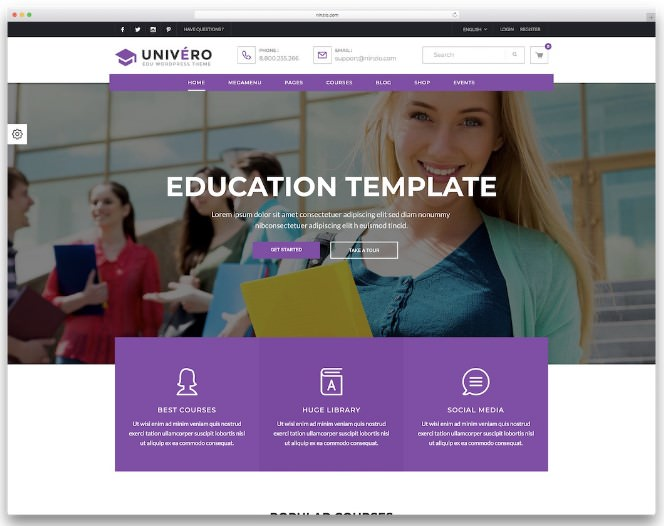 ninzio.com
HAVE QUESTIONS?
ENGLISH
LOGIN REGISTER
UNIVÉRO
EDU WORDPRESS THEME
PHONE:
8.800.255.266
EMAIL:
support@ninzio.com
Search
0
HOME MEGAMENU PAGES COURSES BLOG SHOP EVENTS
EDUCATION TEMPLATE
Lorem ipsum dolor sit amet consectetuer adipiscing elit sed diam nonummy
nibconsectetuer adipiscing elit h euismod tincid.
GET STARTED TAKE A TOUR
BEST COURSES
Ut wisi enim ad minim veniam quis nostrud
exerci tation ullamcorper suscipit lobortis nisl
ut aliquip ex ea commodo consequat.
HUGE LIBRARY
Ut wisi enim ad minim veniam quis nostrud
exerci tation ullamcorper suscipit lobortis nisl
ut aliquip ex ea commodo consequat.
SOCIAL MEDIA
Ut wisi enim ad minim veniam quis nostrud
exerci tation ullamcorper suscipit lobortis nisl
ut aliquip ex ea commodo consequat.
POPULAR COURSES